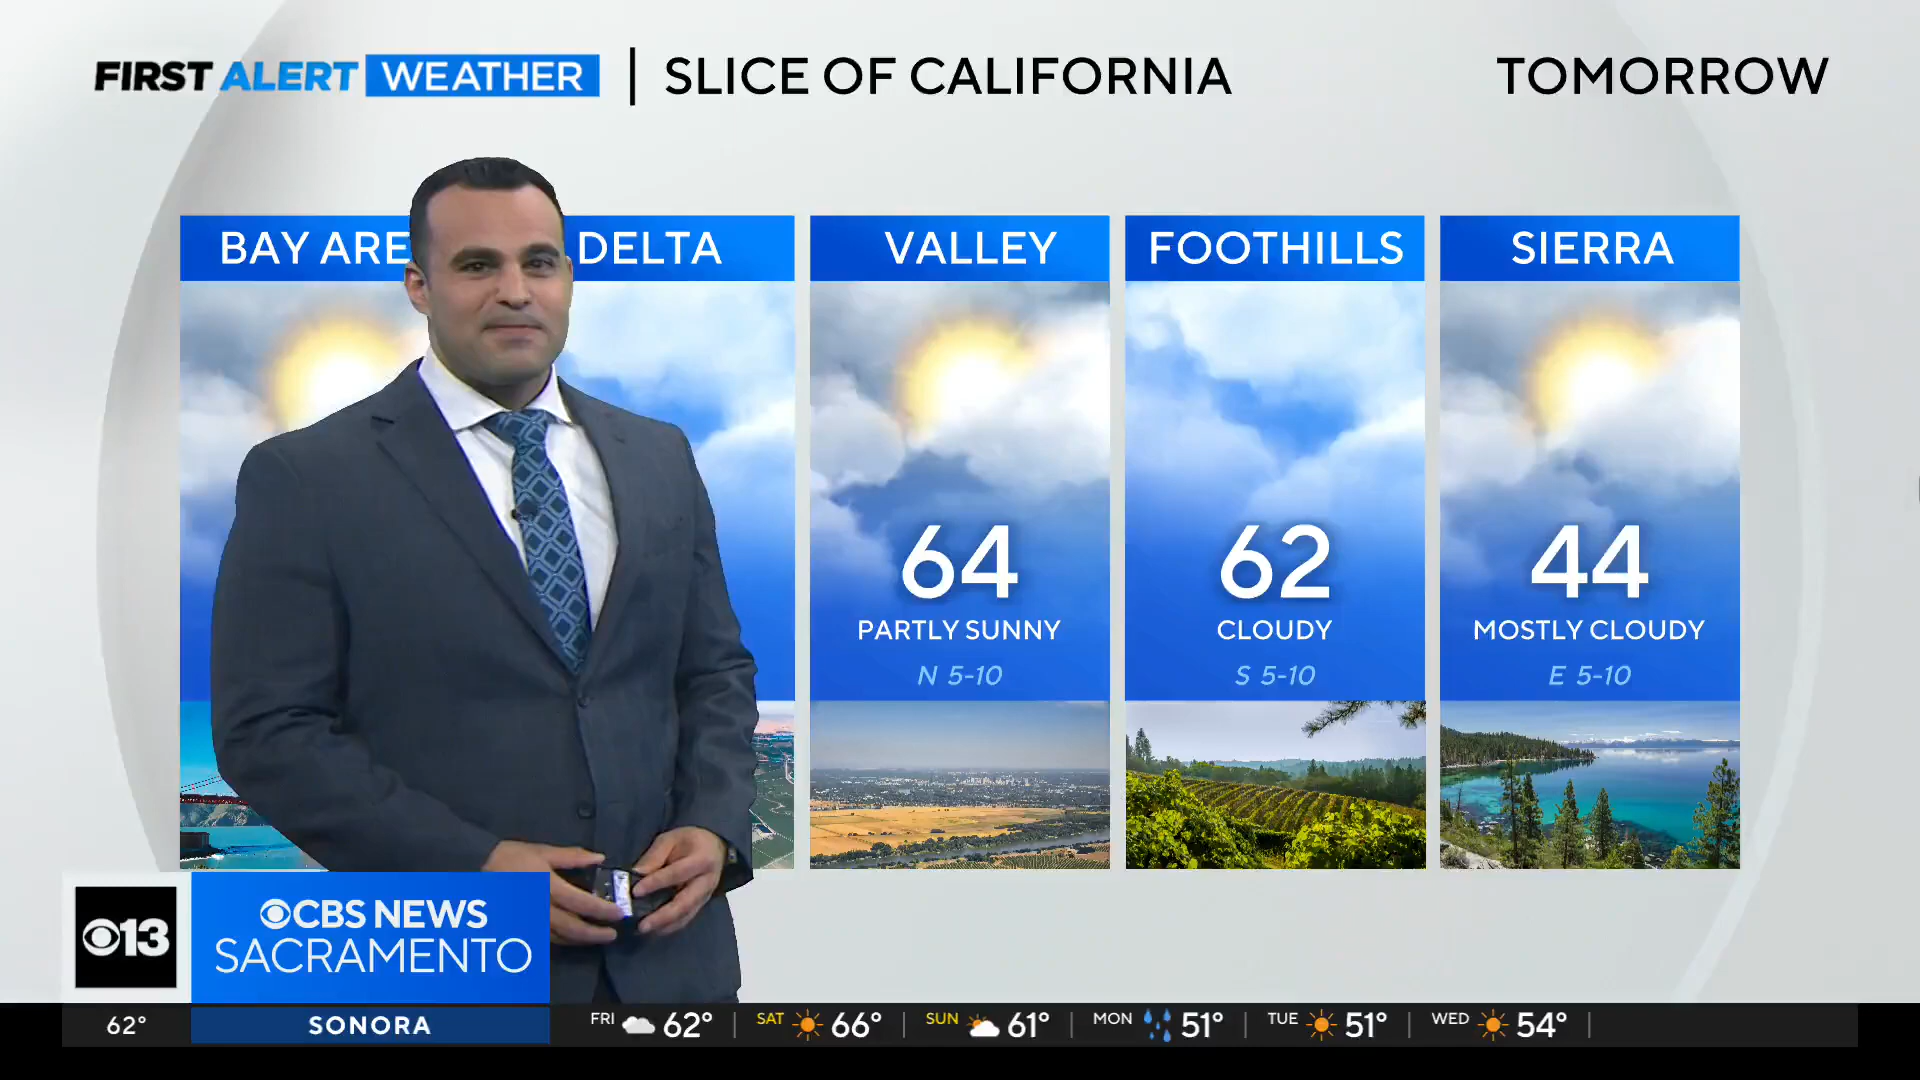 FIRST ALERT WEATHER | SLICE OF CALIFORNIA
TOMORROW
BAY ARE
DELTA
VALLEY
FOOTHILLS
SIERRA
64
PARTLY SUNNY
N 5-10
62
CLOUDY
S 5-10
44
MOSTLY CLOUDY
E 5-10
13
CBS NEWS
SACRAMENTO
62°
SONORA
FRI 62° | SAT 66° | SUN 61° | MON 51° | TUE 51° | WED 54° |